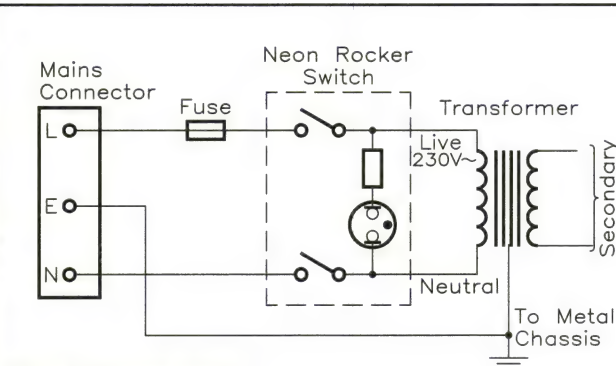 Neon Rocker
Switch
Mains
Connector
Fuse
Transformer
L
Live
230V~
E
Secondary
N
Neutral
To Metal
Chassis